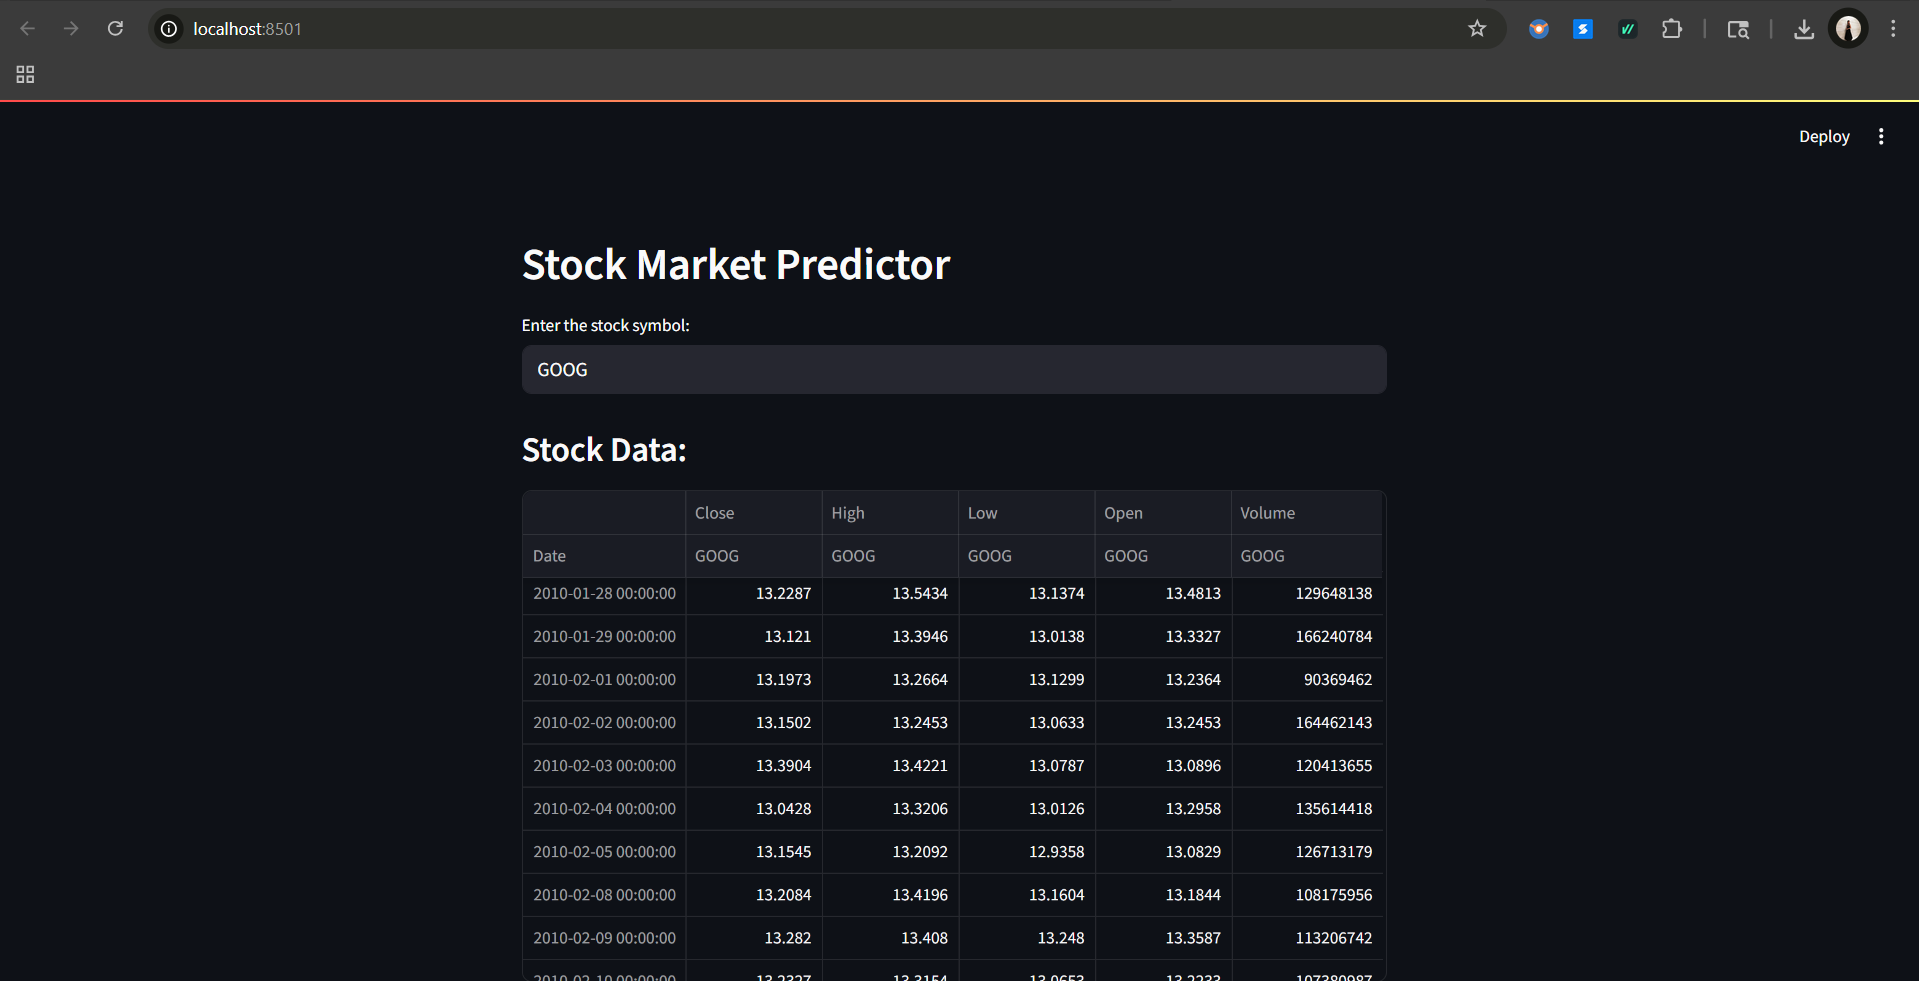 localhost:8501
Deploy
Stock Market Predictor
Enter the stock symbol:
GOOG
Stock Data:
Close High Low Open Volume
Date GOOG GOOG GOOG GOOG GOOG
2010-01-28 00:00:00 13.2287 13.5434 13.1374 13.4813 129648138
2010-01-29 00:00:00 13.121 13.3946 13.0138 13.3327 166240784
2010-02-01 00:00:00 13.1973 13.2664 13.1299 13.2364 90369462
2010-02-02 00:00:00 13.1502 13.2453 13.0633 13.2453 164462143
2010-02-03 00:00:00 13.3904 13.4221 13.0787 13.0896 120413655
2010-02-04 00:00:00 13.0428 13.3206 13.0126 13.2958 135614418
2010-02-05 00:00:00 13.1545 13.2092 12.9358 13.0829 126713179
2010-02-08 00:00:00 13.2084 13.4196 13.1604 13.1844 108175956
2010-02-09 00:00:00 13.282 13.408 13.248 13.3587 113206742